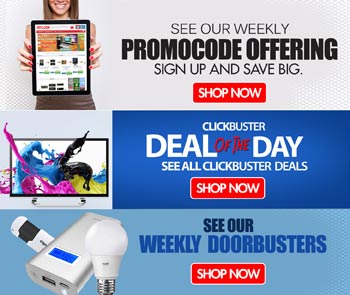 SEE OUR WEEKLY
PROMOCODE OFFERING
SIGN UP AND SAVE BIG.
SHOP NOW
CLICKBUSTER
DEAL OF THE DAY
SEE ALL CLICKBUSTER DEALS
SHOP NOW
SEE OUR
WEEKLY DOORBUSTERS
SHOP NOW